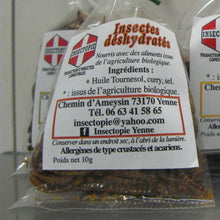 INSECTOPIE
Insectes
déshydratés
Nourris avec des aliments issus
de l'agriculture biologique.
Ingrédients :
* Huile Tournesol, curry, sel.
* : issus de l'agriculture biologique.
Chemin d'Ameysin 73170 Yenne
Tél. 06 63 41 58 65
insectopie@yahoo.com
Insectopie Yenne
Conserver dans un endroit sec, à l'abri de la lumière.
Allergènes de type crustacés et acariens.
Poids net 10g